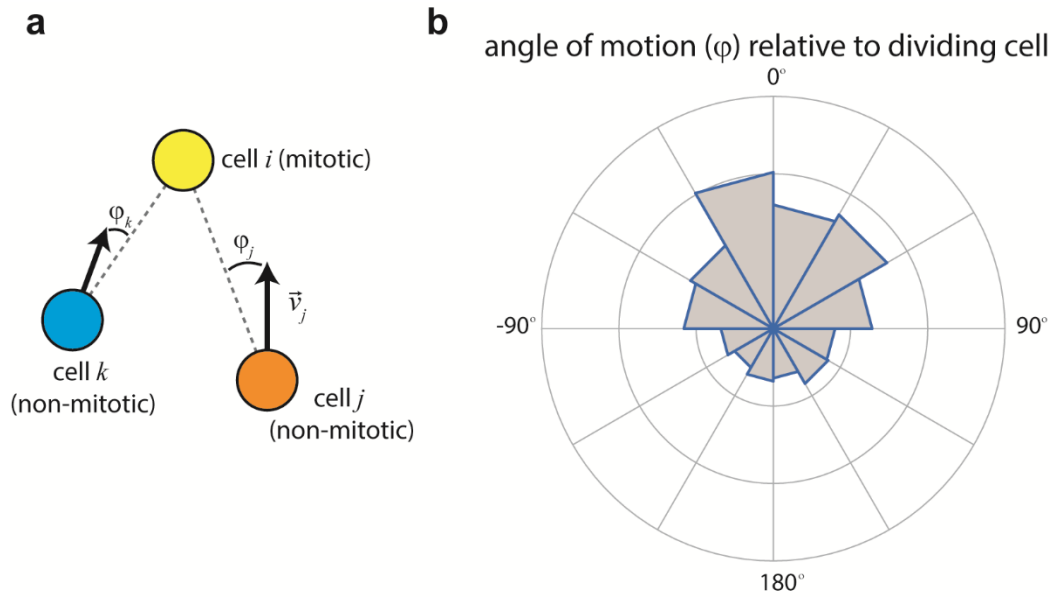 a
cell i (mitotic)
φk
φj
v⃗j
cell k
(non-mitotic)
cell j
(non-mitotic)
b
angle of motion (φ) relative to dividing cell
0°
-90°
90°
180°